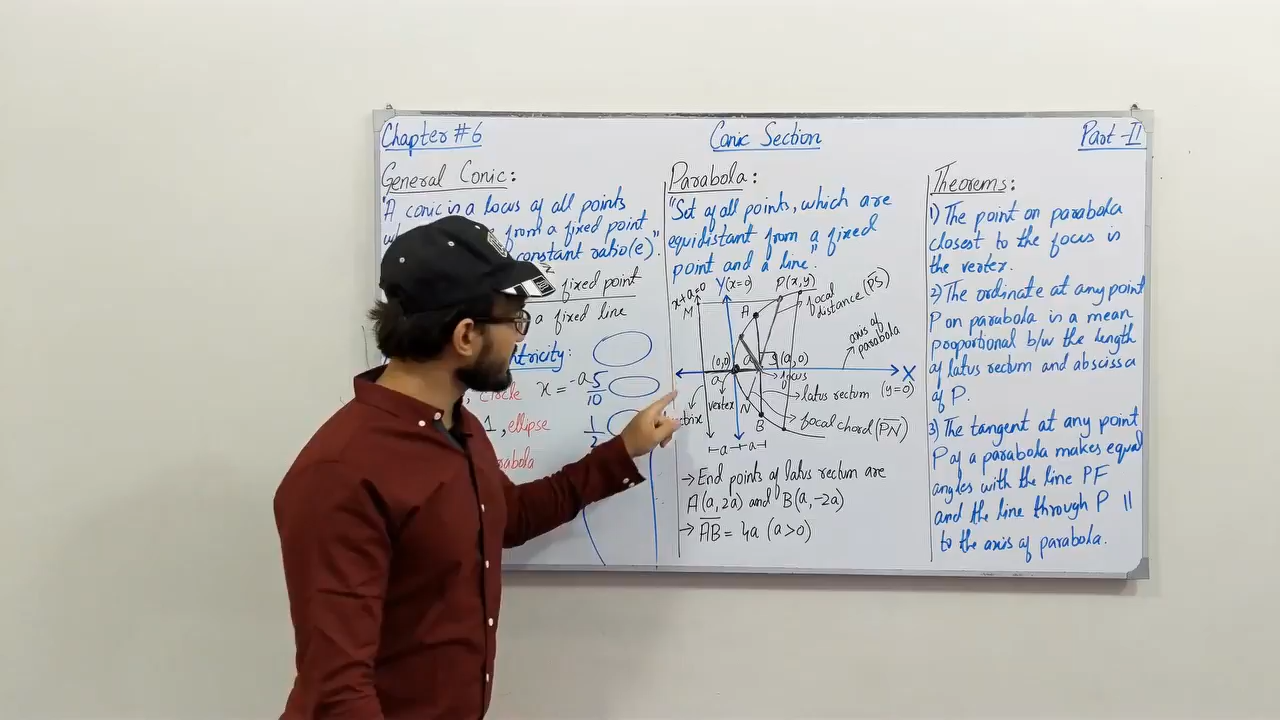 Chapter #6
Conic Section
Part-II
General Conic:
"A conic is a locus of all points
from a fixed point
constant ratio(e)."
fixed point
a fixed line
ntricity:
, circle
x = -a
5/10
1, ellipse
1/2
rabola
Parabola:
"Set of all points, which are
equidistant from a fixed
point and a line."
x+a=0
Y(x=0)
P(x,y)
M
A
focal
distance (PS)
axis of
parabola
(0,0)
a
S(a,0)
focus
X
a
latus rectum (y=0)
vertex
N
ctrix
B
focal chord (PN)
a
a
→ End points of latus rectum are
A(a, 2a) and B(a, -2a)
→ AB = 4a (a>0)
Theorems:
1) The point on parabola
closest to the focus is
the vertex.
2) The ordinate at any point
P on parabola is a mean
proportional b/w the length
of latus rectum and abscissa
of P.
3) The tangent at any point
P of a parabola makes equal
angles with the line PF
and the line through P ||
to the axis of parabola.